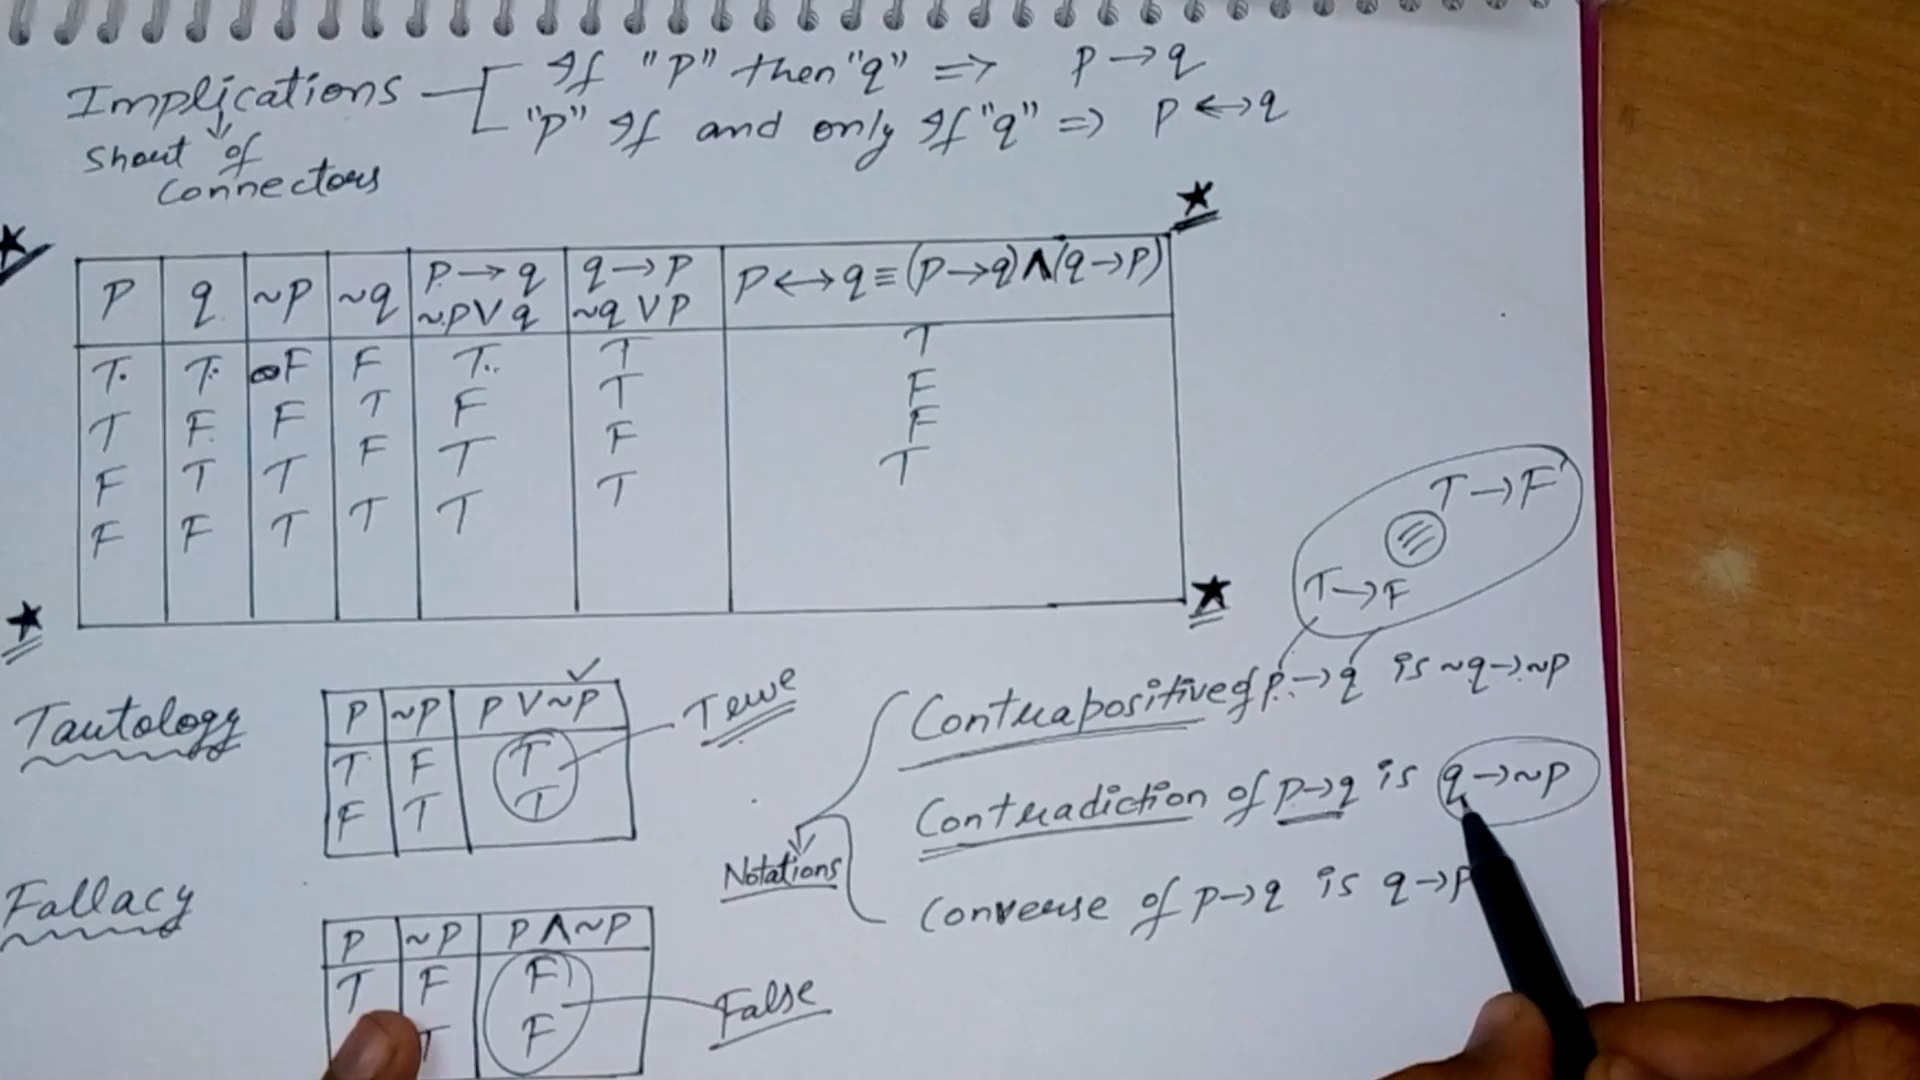 Implications
If "p" then "q" => p → q
"p" If and only If "q" => p ↔ q
Short of
connectors
p q ~p ~q p → q ~p∨q q → p ~q∨p p ↔ q ≡ (p→q)∧(q→p)
T T F F T T T
T F F T F T F
F T T F T F F
F F T T T T T
T → F
T → F
Tautology
p ~p p∨~p
T F T
F T T
True
Contrapositive of p → q is ~q → ~p
Contradiction of p→q is q → ~p
Converse of p→q is q → p
Notations
Fallacy
p ~p p∧~p
T F F
T F
False